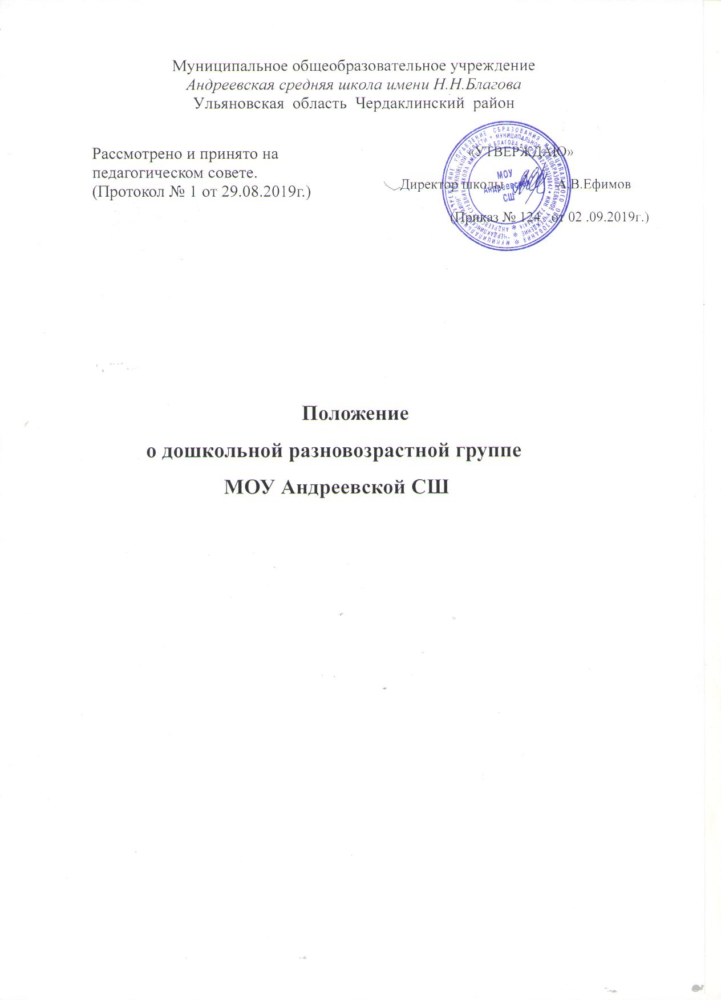 Муниципальное общеобразовательное учреждение
Андреевская средняя школа имени Н.Н.Благова
Ульяновская область Чердаклинский район
Рассмотрено и принято на
педагогическом совете.
(Протокол № 1 от 29.08.2019г.)
«УТВЕРЖДАЮ»
Директор школы А.В.Ефимов
(Приказ № 124 от 02 .09.2019г.)
МОУ
Андреевская
СШ
Положение
о дошкольной разновозрастной группе
МОУ Андреевской СШ